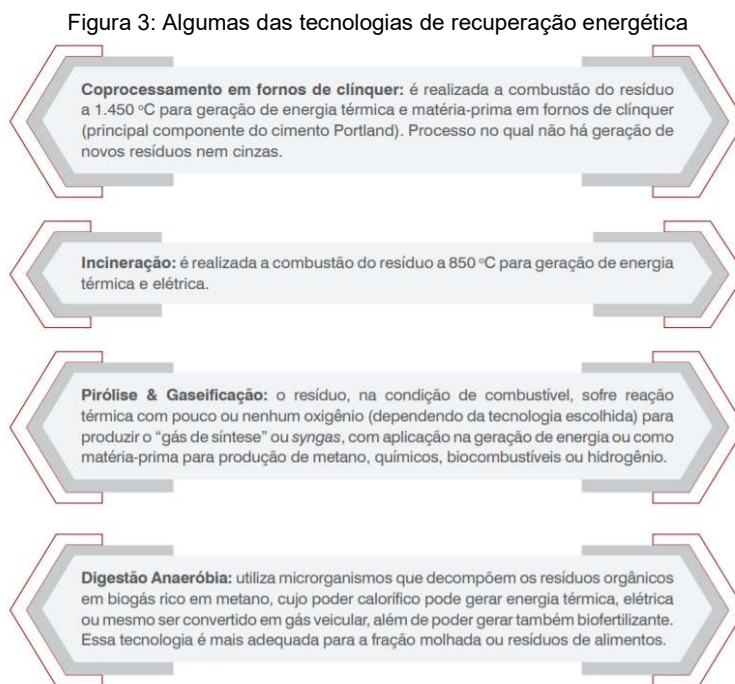 Figura 3: Algumas das tecnologias de recuperação energética
Coprocessamento em fornos de clínquer: é realizada a combustão do resíduo
a 1.450 ºC para geração de energia térmica e matéria-prima em fornos de clínquer
(principal componente do cimento Portland). Processo no qual não há geração de
novos resíduos nem cinzas.
Incineração: é realizada a combustão do resíduo a 850 ºC para geração de energia
térmica e elétrica.
Pirólise & Gaseificação: o resíduo, na condição de combustível, sofre reação
térmica com pouco ou nenhum oxigênio (dependendo da tecnologia escolhida) para
produzir o “gás de síntese” ou syngas, com aplicação na geração de energia ou como
matéria-prima para produção de metano, químicos, biocombustíveis ou hidrogênio.
Digestão Anaeróbia: utiliza microrganismos que decompõem os resíduos orgânicos
em biogás rico em metano, cujo poder calorífico pode gerar energia térmica, elétrica
ou mesmo ser convertido em gás veicular, além de poder gerar também biofertilizante.
Essa tecnologia é mais adequada para a fração molhada ou resíduos de alimentos.